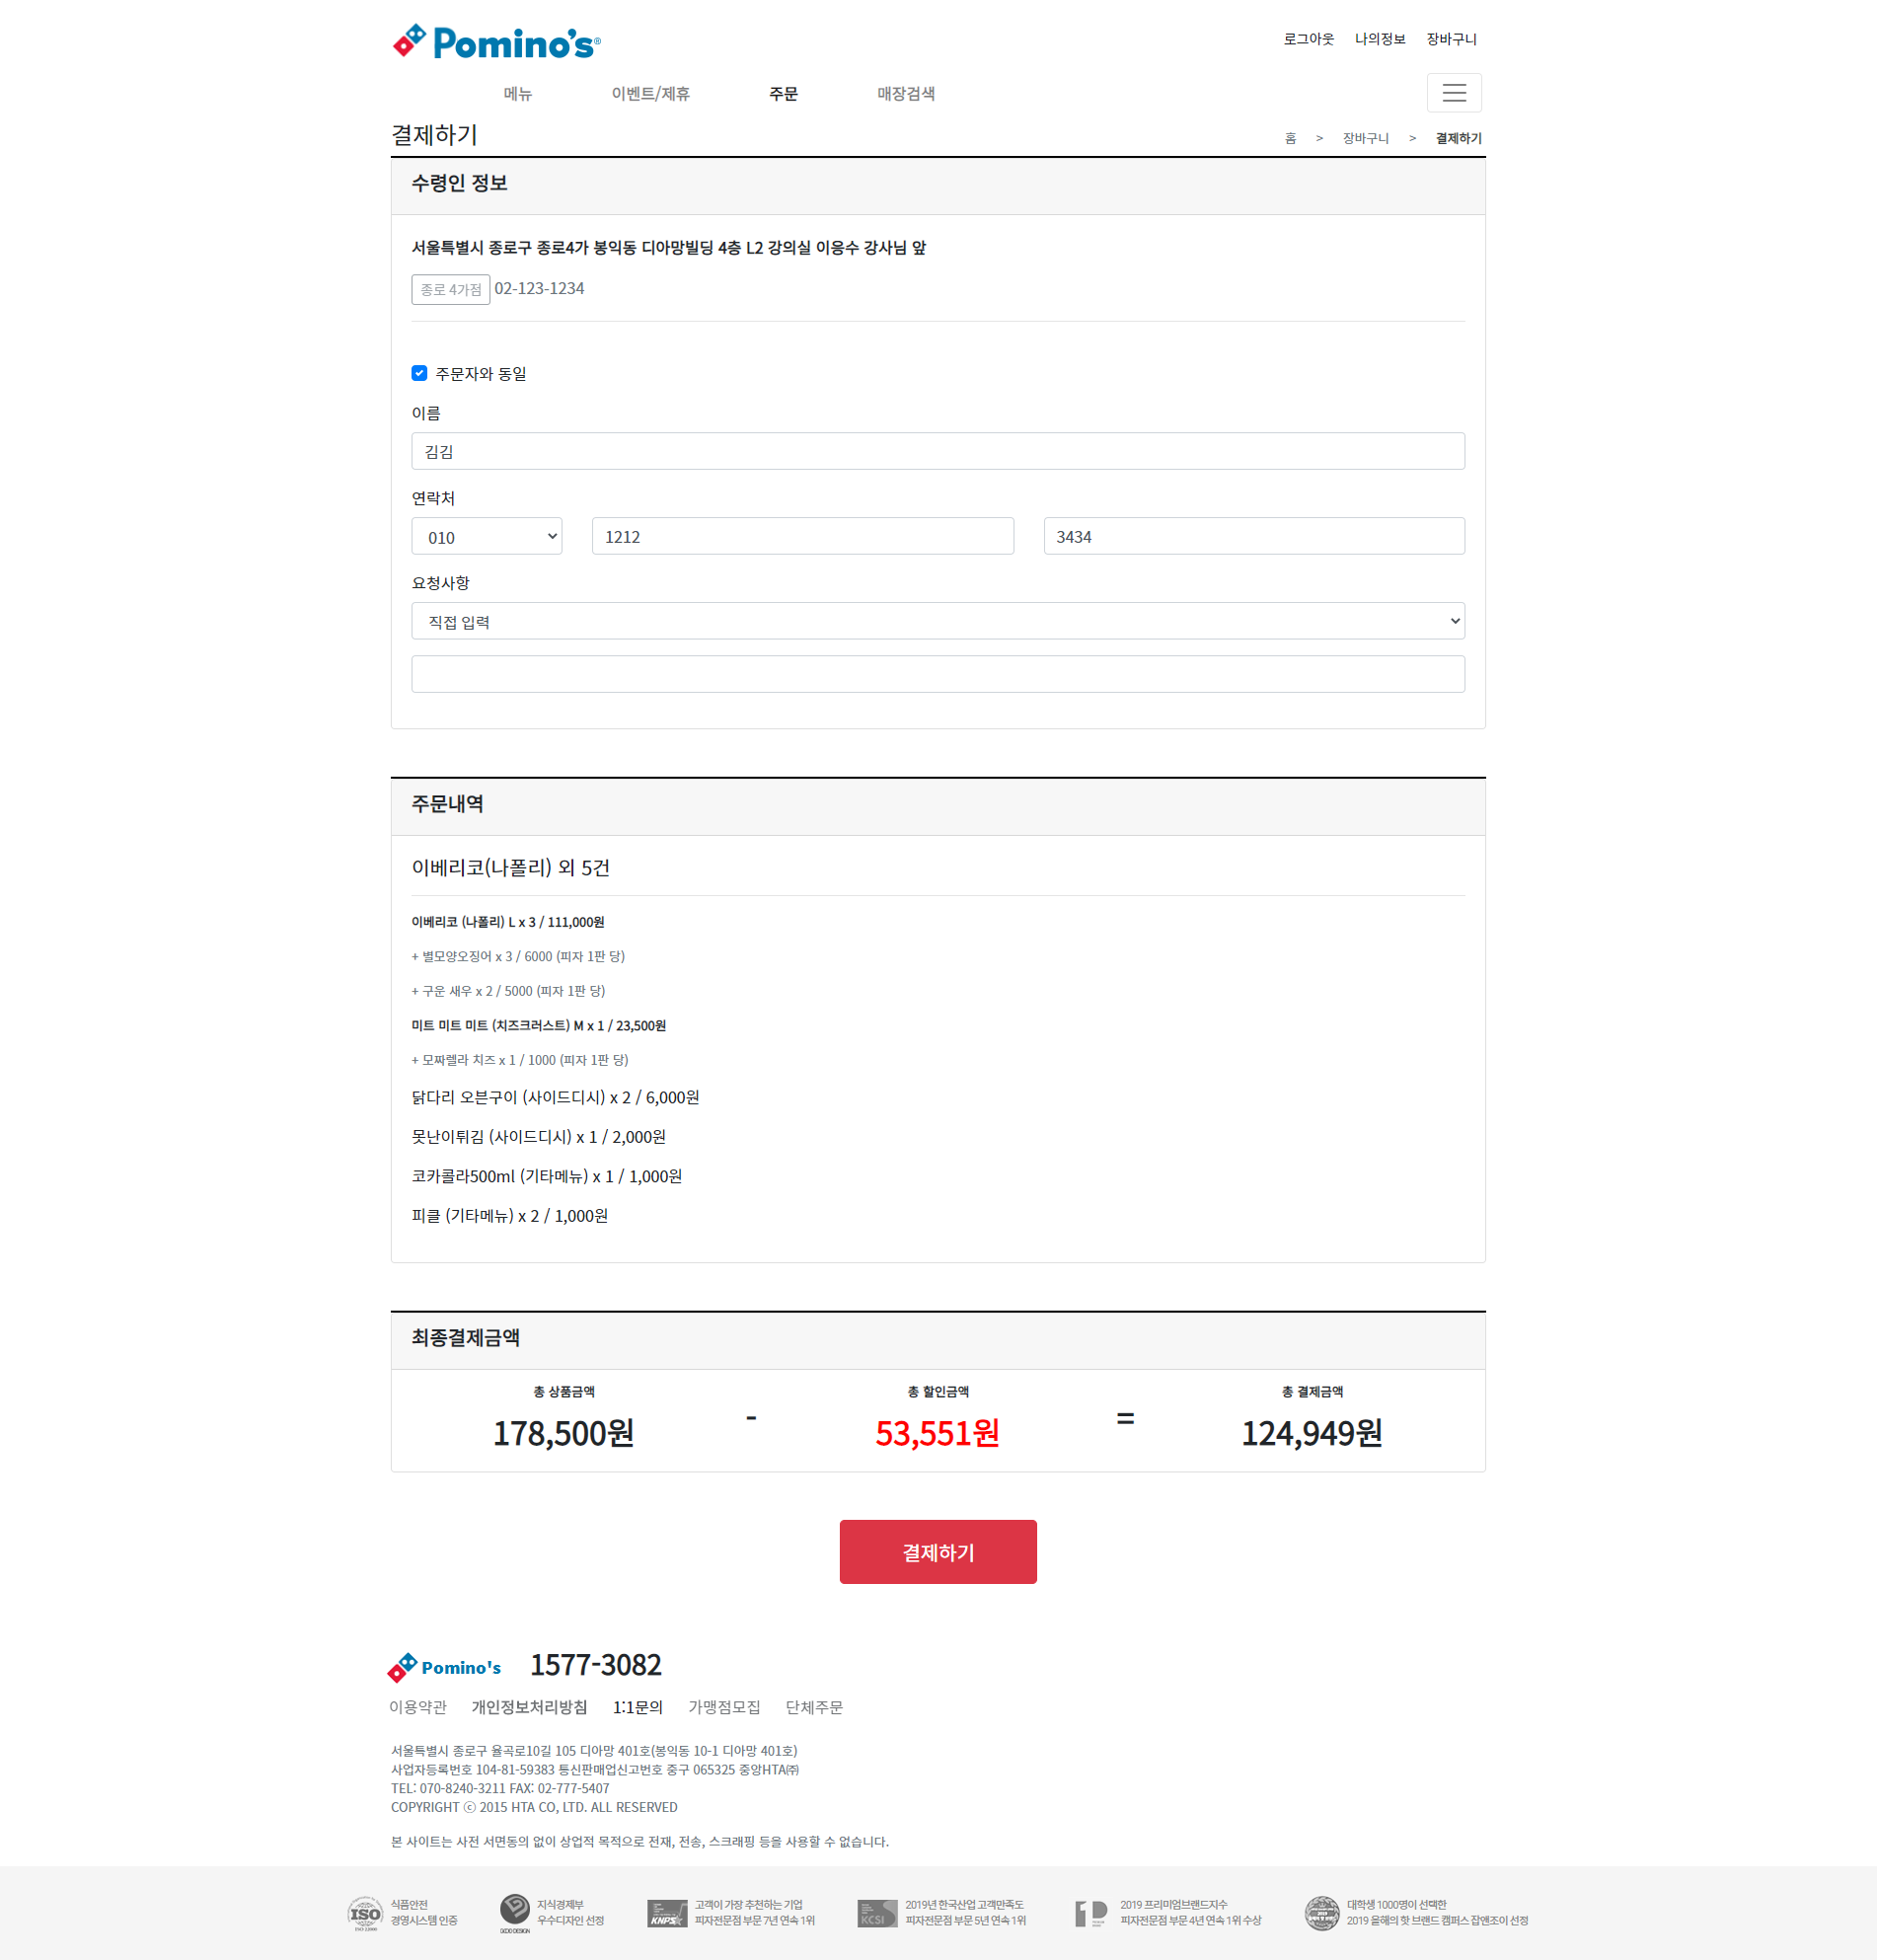 Pomino's®
로그아웃 나의정보 장바구니
메뉴 이벤트/제휴 주문 매장검색
결제하기
홈 > 장바구니 > 결제하기
수령인 정보
서울특별시 종로구 종로4가 봉익동 디아망빌딩 4층 L2 강의실 이응수 강사님 앞
종로 4가점 02-123-1234
주문자와 동일
이름
김김
연락처
010 1212 3434
요청사항
직접 입력
주문내역
이베리코(나폴리) 외 5건
이베리코 (나폴리) L x 3 / 111,000원
+ 별모양오징어 x 3 / 6000 (피자 1판 당)
+ 구운 새우 x 2 / 5000 (피자 1판 당)
미트 미트 미트 (치즈크러스트) M x 1 / 23,500원
+ 모짜렐라 치즈 x 1 / 1000 (피자 1판 당)
닭다리 오븐구이 (사이드디시) x 2 / 6,000원
못난이튀김 (사이드디시) x 1 / 2,000원
코카콜라500ml (기타메뉴) x 1 / 1,000원
피클 (기타메뉴) x 2 / 1,000원
최종결제금액
총 상품금액 총 할인금액 총 결제금액
178,500원 - 53,551원 = 124,949원
결제하기
Pomino's 1577-3082
이용약관 개인정보처리방침 1:1문의 가맹점모집 단체주문
서울특별시 종로구 율곡로10길 105 디아망 401호(봉익동 10-1 디아망 401호)
사업자등록번호 104-81-59383 통신판매업신고번호 중구 065325 중앙HTA㈜
TEL: 070-8240-3211 FAX: 02-777-5407
COPYRIGHT ⓒ 2015 HTA CO, LTD. ALL RESERVED
본 사이트는 사전 서면동의 없이 상업적 목적으로 전재, 전송, 스크래핑 등을 사용할 수 없습니다.
ISO
식품안전
경영시스템 인증
GOOD DESIGN
지식경제부
우수디자인 선정
KNPS
고객이 가장 추천하는 기업
피자전문점 부문 7년 연속 1위
KCSI
2019년 한국산업 고객만족도
피자전문점 부문 5년 연속 1위
2019 프리미엄브랜드지수
피자전문점 부문 4년 연속 1위 수상
대학생 1000명이 선택한
2019 올해의 핫 브랜드 캠퍼스 잡앤조이 선정